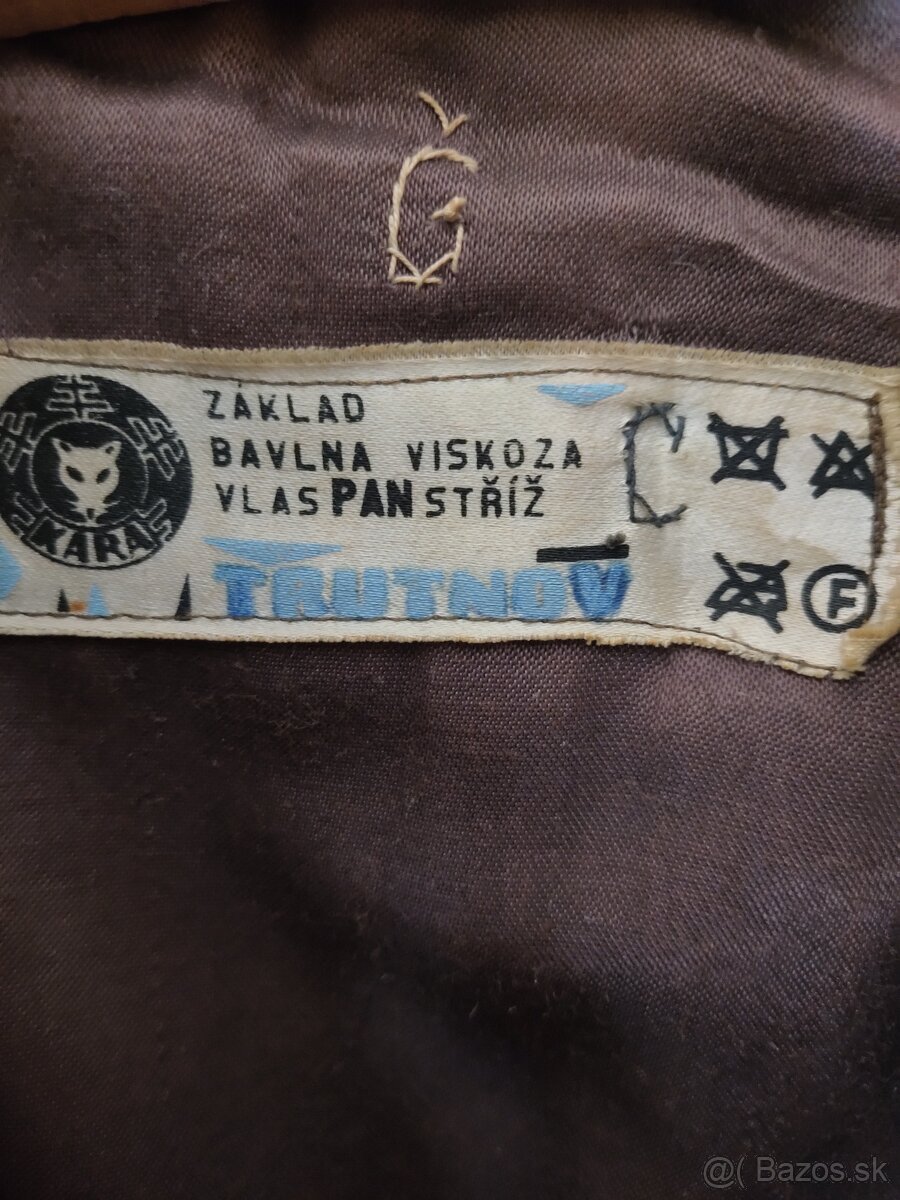 Č
ZÁKLAD
BAVLNA VISKOZA
VLAS PAN STŘÍŽ
KARA
TRUTNOV
C
F
@( Bazos.sk